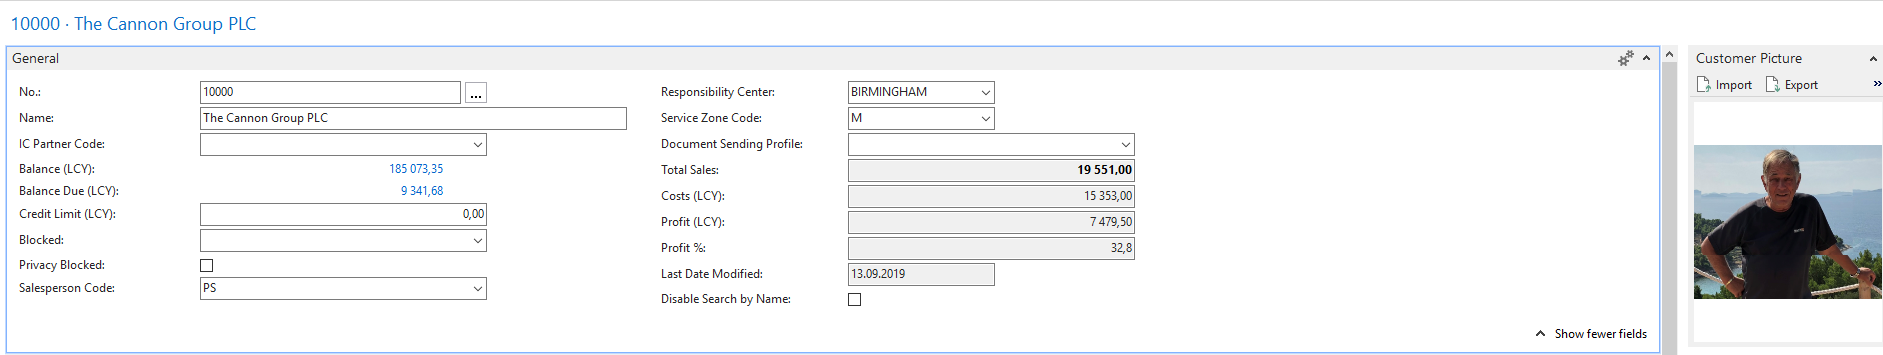 10000 · The Cannon Group PLC
General
No.: 10000 ...
Name: The Cannon Group PLC
IC Partner Code:
Balance (LCY): 185 073,35
Balance Due (LCY): 9 341,68
Credit Limit (LCY): 0,00
Blocked:
Privacy Blocked:
Salesperson Code: PS
Responsibility Center: BIRMINGHAM
Service Zone Code: M
Document Sending Profile:
Total Sales: 19 551,00
Costs (LCY): 15 353,00
Profit (LCY): 7 479,50
Profit %: 32,8
Last Date Modified: 13.09.2019
Disable Search by Name:
Show fewer fields
Customer Picture
Import Export »